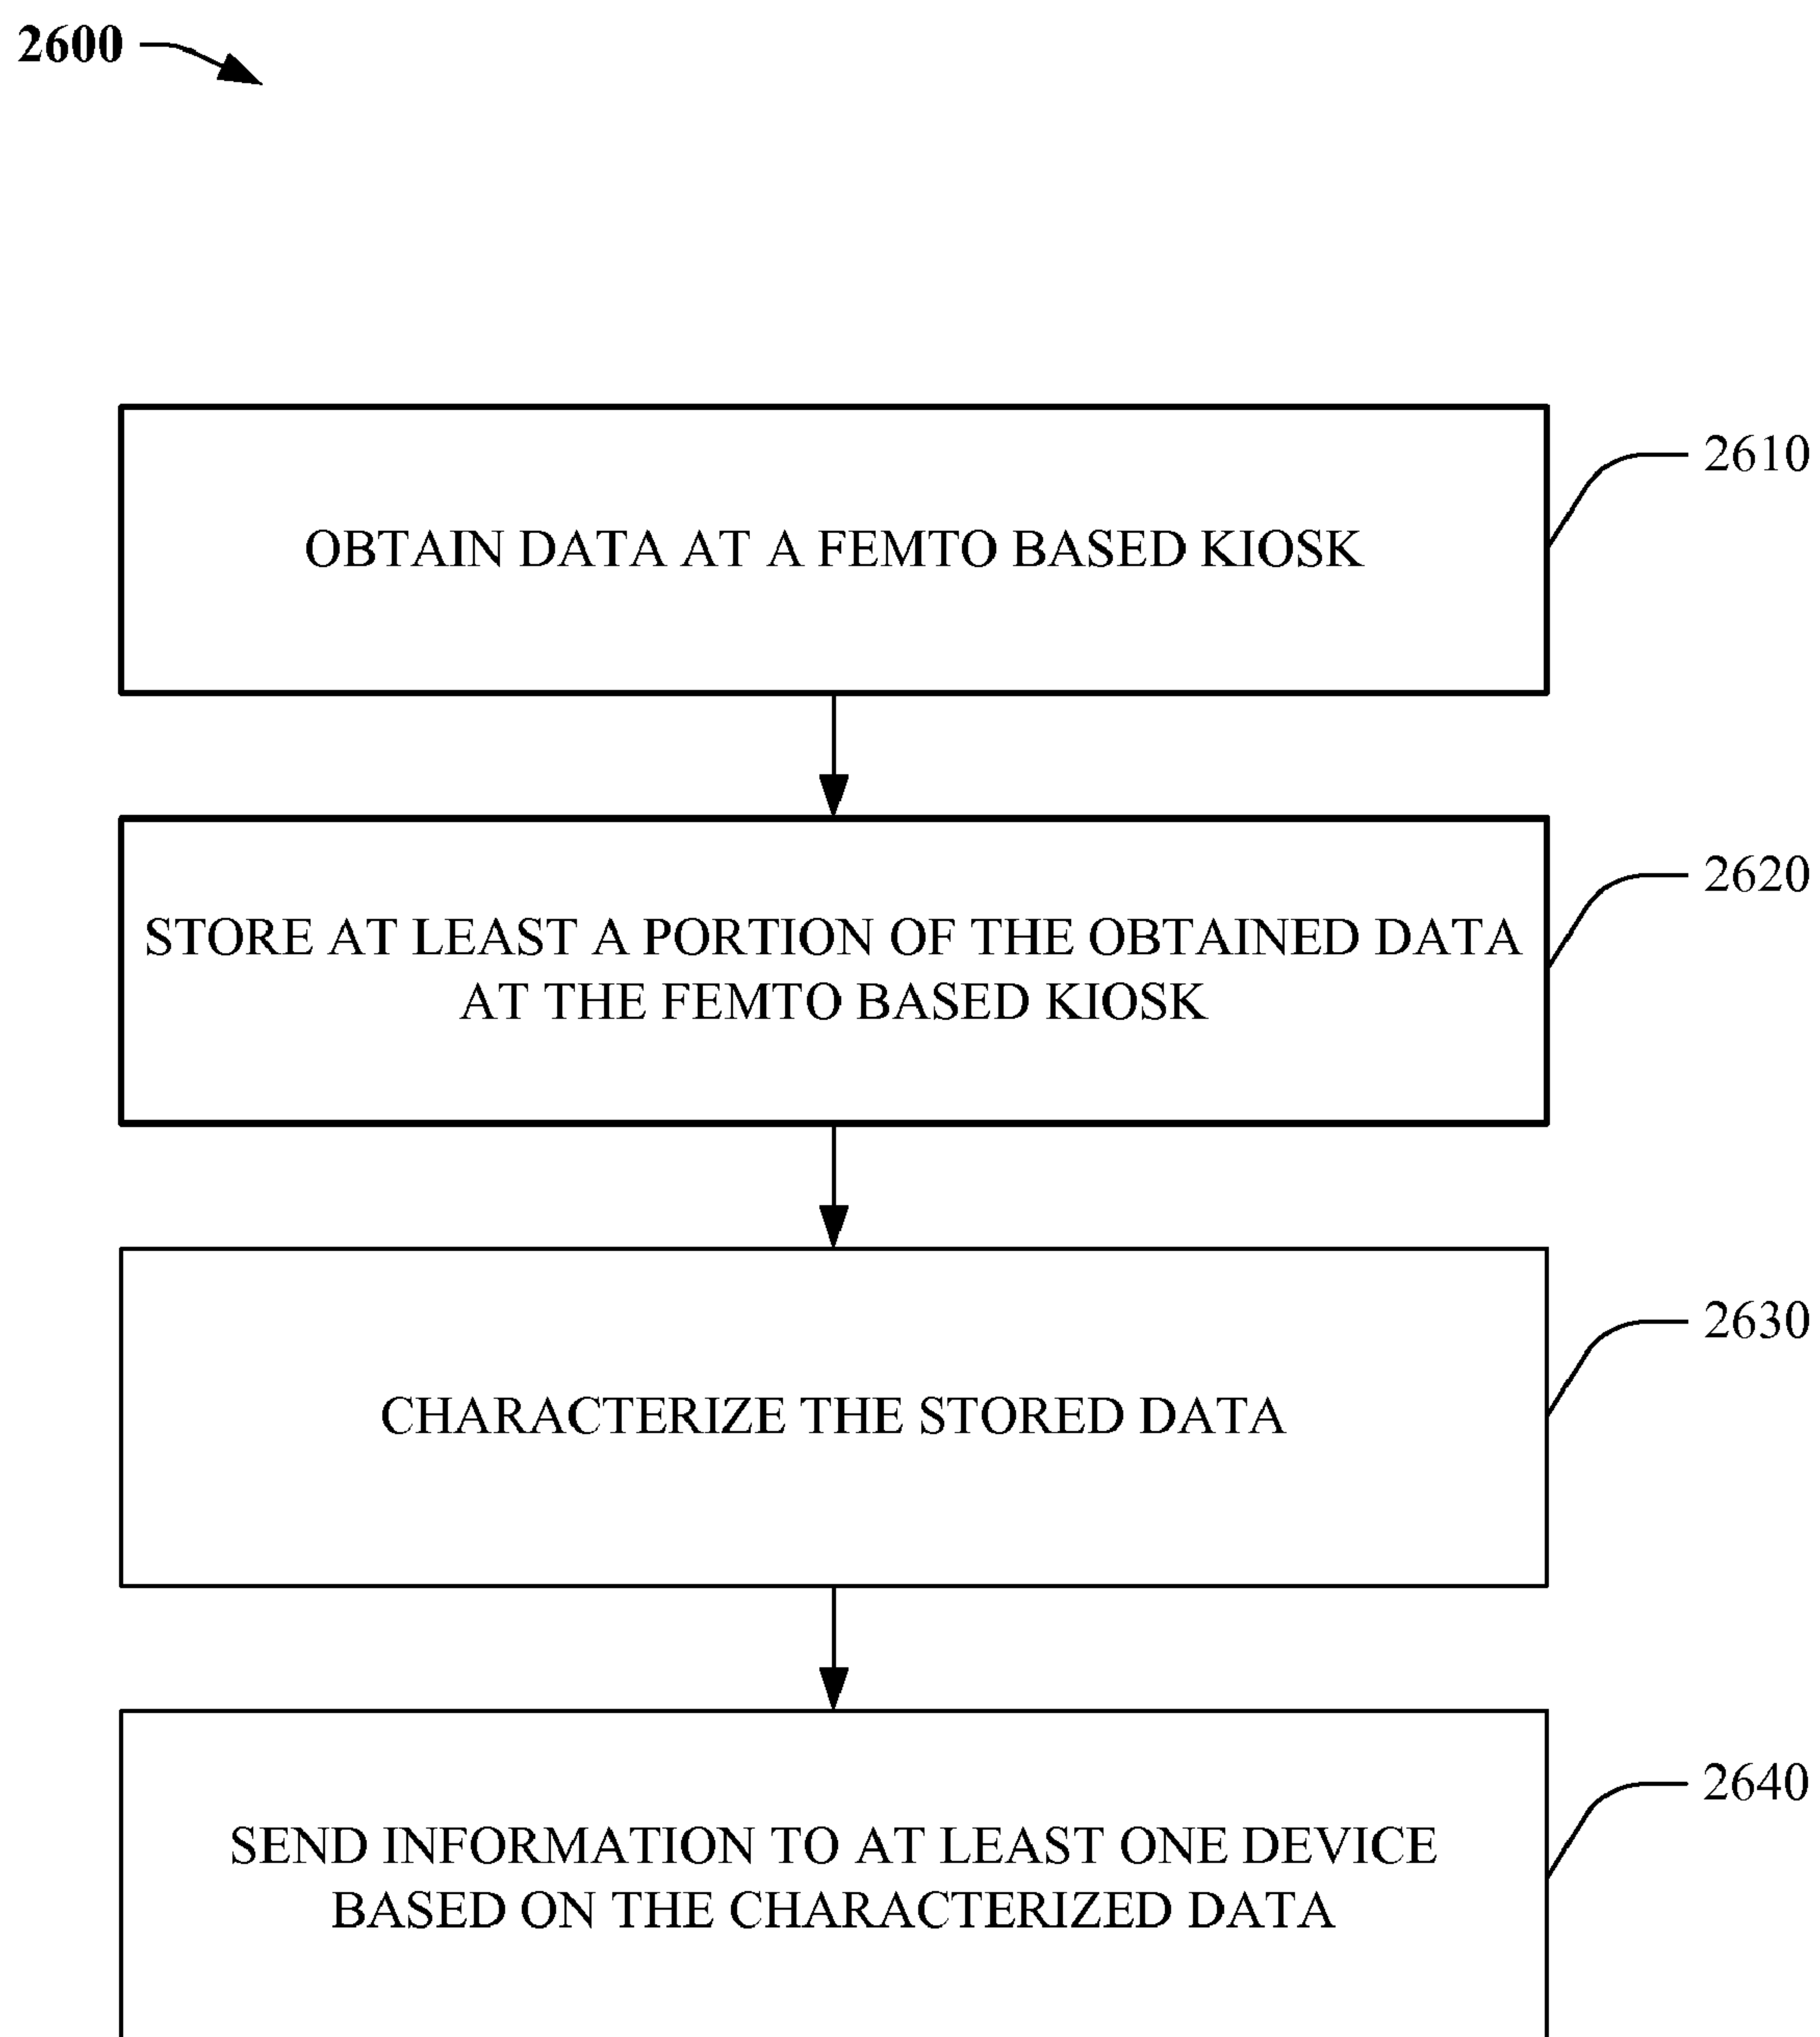 2600
OBTAIN DATA AT A FEMTO BASED KIOSK
2610
STORE AT LEAST A PORTION OF THE OBTAINED DATA
AT THE FEMTO BASED KIOSK
2620
CHARACTERIZE THE STORED DATA
2630
SEND INFORMATION TO AT LEAST ONE DEVICE
BASED ON THE CHARACTERIZED DATA
2640